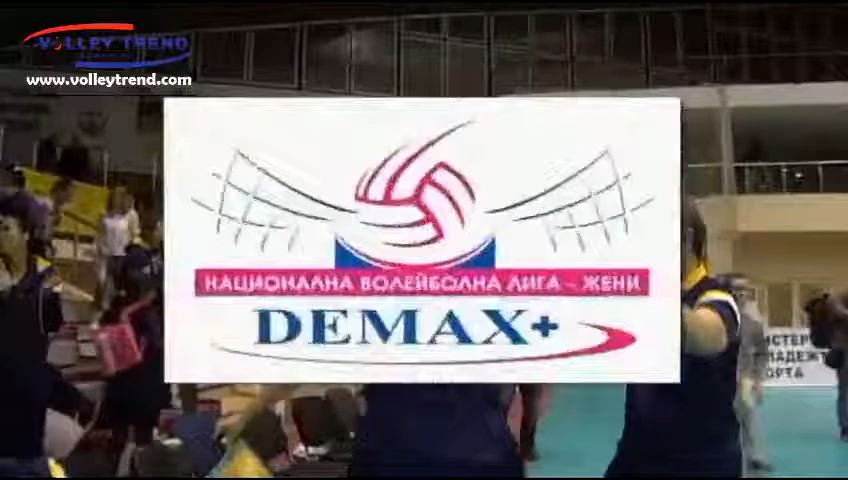 VOLLEY TREND
www.volleytrend.com
НАЦИОНАЛНА ВОЛЕЙБОЛНА ЛИГА - ЖЕНИ
DEMAX+